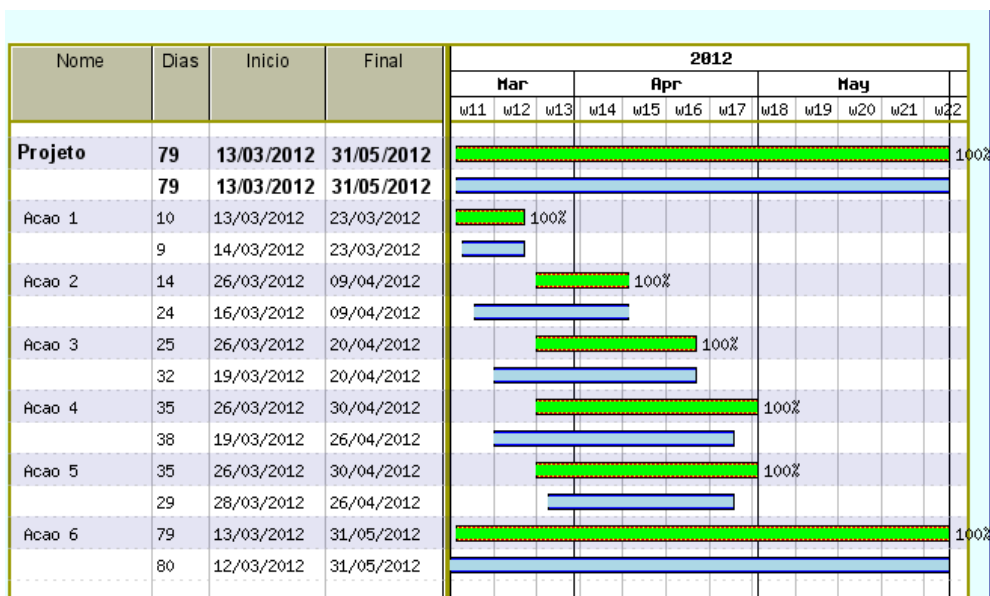 2012
Nome Dias Inicio Final Mar Apr May
w11 w12 w13 w14 w15 w16 w17 w18 w19 w20 w21 w22
Projeto 79 13/03/2012 31/05/2012 100%
79 13/03/2012 31/05/2012
Acao 1 10 13/03/2012 23/03/2012 100%
9 14/03/2012 23/03/2012
Acao 2 14 26/03/2012 09/04/2012 100%
24 16/03/2012 09/04/2012
Acao 3 25 26/03/2012 20/04/2012 100%
32 19/03/2012 20/04/2012
Acao 4 35 26/03/2012 30/04/2012 100%
38 19/03/2012 26/04/2012
Acao 5 35 26/03/2012 30/04/2012 100%
29 28/03/2012 26/04/2012
Acao 6 79 13/03/2012 31/05/2012 100%
80 12/03/2012 31/05/2012